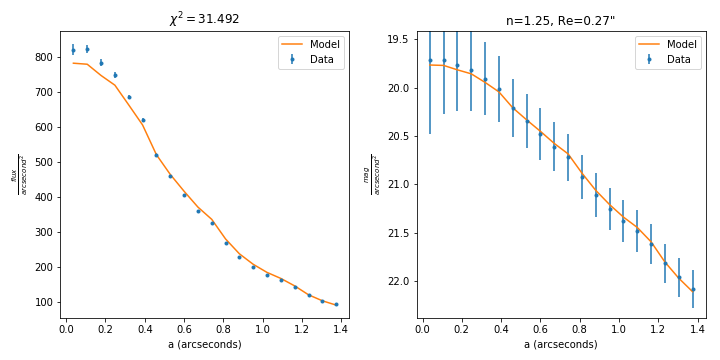 χ² = 31.492
800
700
600
500
400
300
200
100
0.0 0.2 0.4 0.6 0.8 1.0 1.2 1.4
a (arcseconds)
flux
arcsecond²
Model
Data
n=1.25, Re=0.27"
19.5
20.0
20.5
21.0
21.5
22.0
0.0 0.2 0.4 0.6 0.8 1.0 1.2 1.4
a (arcseconds)
mag
arcsecond²
Model
Data